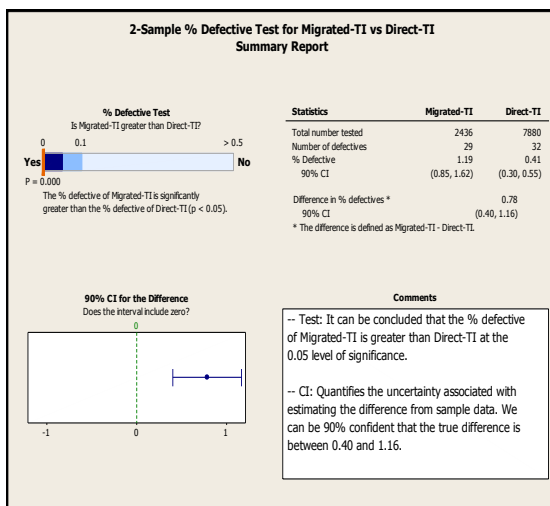 2-Sample % Defective Test for Migrated-TI vs Direct-TI
Summary Report
% Defective Test
Is Migrated-TI greater than Direct-TI?
0 0.1 > 0.5
Yes No
P = 0.000
The % defective of Migrated-TI is significantly
greater than the % defective of Direct-TI (p < 0.05).
Statistics Migrated-TI Direct-TI
Total number tested 2436 7880
Number of defectives 29 32
% Defective 1.19 0.41
90% CI (0.85, 1.62) (0.30, 0.55)
Difference in % defectives * 0.78
90% CI (0.40, 1.16)
* The difference is defined as Migrated-TI - Direct-TI.
90% CI for the Difference
Does the interval include zero?
0
-1 0 1
Comments
-- Test: It can be concluded that the % defective
of Migrated-TI is greater than Direct-TI at the
0.05 level of significance.
-- CI: Quantifies the uncertainty associated with
estimating the difference from sample data. We
can be 90% confident that the true difference is
between 0.40 and 1.16.